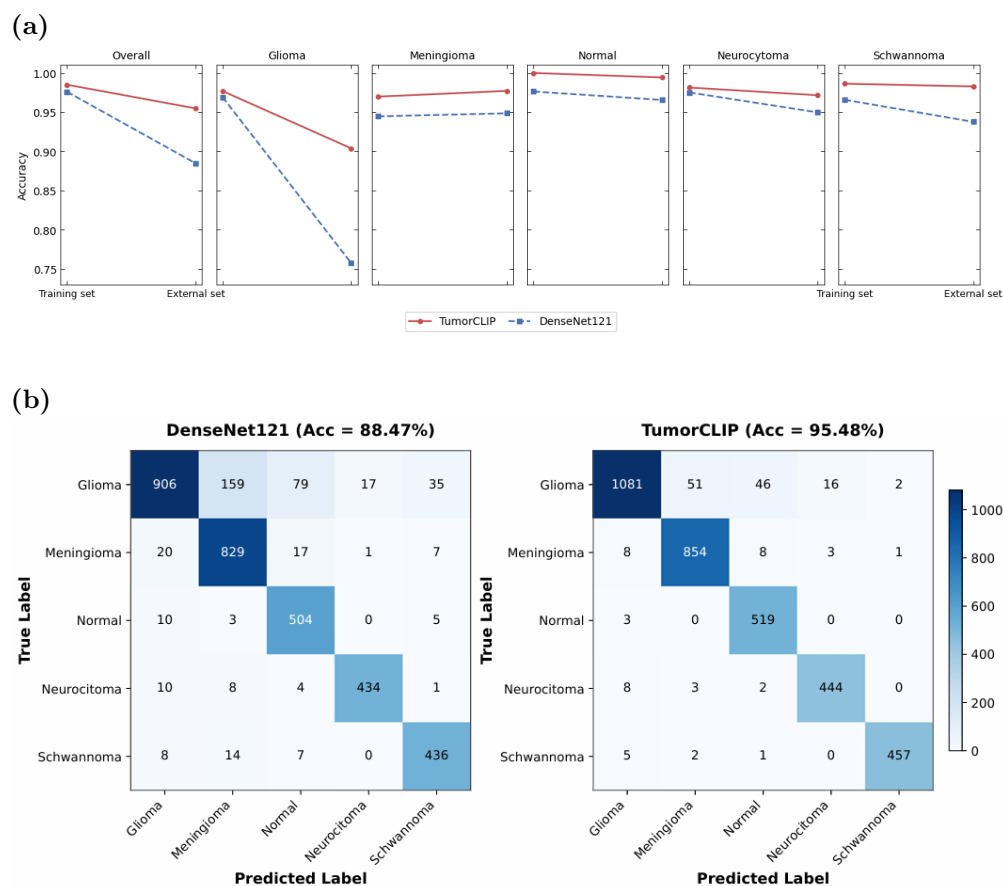 (a)
Overall Glioma Meningioma Normal Neurocytoma Schwannoma
1.00
0.95
0.90
0.85
0.80
0.75
Accuracy
Training set External set Training set External set
TumorCLIP DenseNet121
(b)
DenseNet121 (Acc = 88.47%)
Glioma 906 159 79 17 35
Meningioma 20 829 17 1 7
Normal 10 3 504 0 5
Neurocitoma 10 8 4 434 1
Schwannoma 8 14 7 0 436
True Label
Glioma Meningioma Normal Neurocitoma Schwannoma
Predicted Label
TumorCLIP (Acc = 95.48%)
Glioma 1081 51 46 16 2
Meningioma 8 854 8 3 1
Normal 3 0 519 0 0
Neurocitoma 8 3 2 444 0
Schwannoma 5 2 1 0 457
True Label
Glioma Meningioma Normal Neurocitoma Schwannoma
Predicted Label
1000
800
600
400
200
0